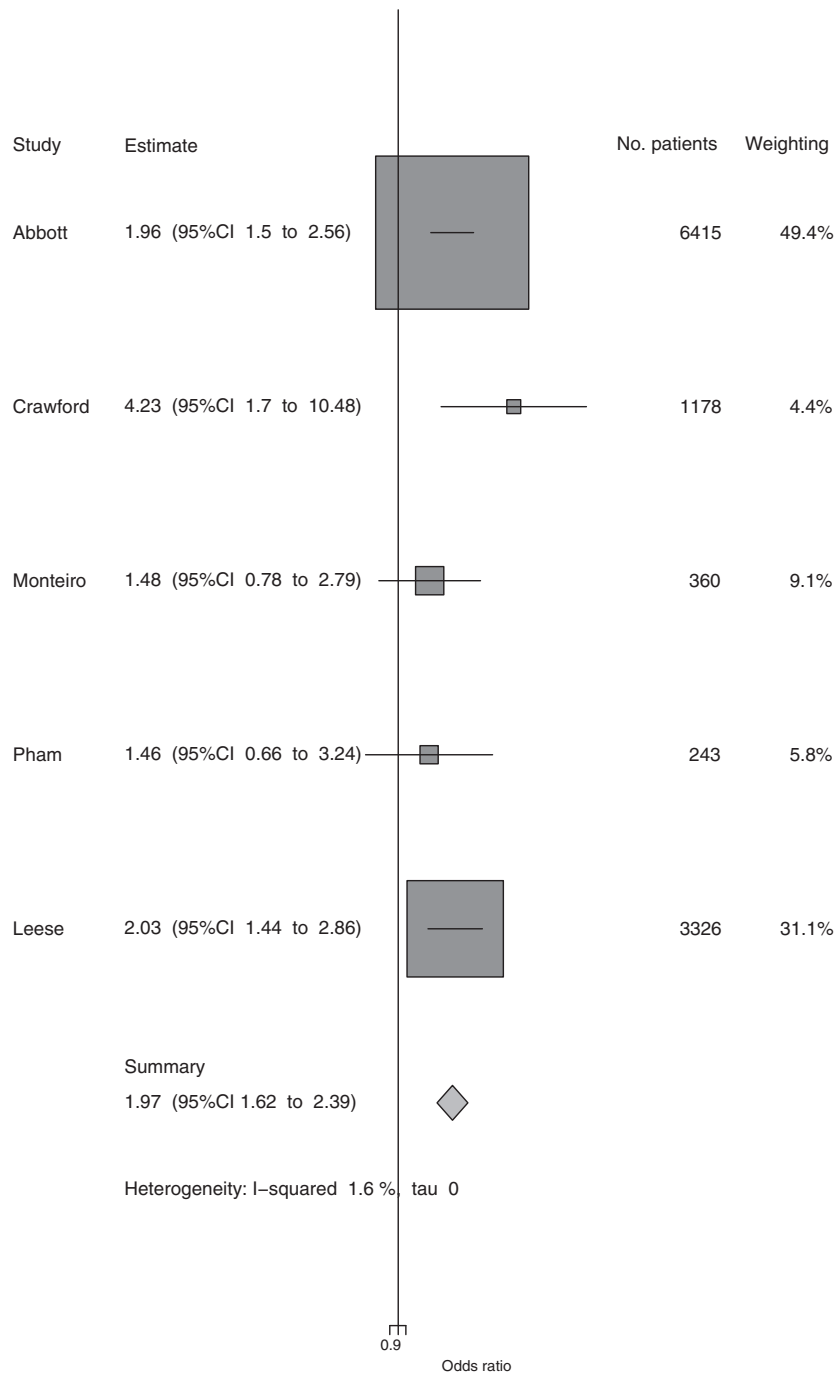 Study Estimate No. patients Weighting
Abbott 1.96 (95%CI 1.5 to 2.56) 6415 49.4%
Crawford 4.23 (95%CI 1.7 to 10.48) 1178 4.4%
Monteiro 1.48 (95%CI 0.78 to 2.79) 360 9.1%
Pham 1.46 (95%CI 0.66 to 3.24) 243 5.8%
Leese 2.03 (95%CI 1.44 to 2.86) 3326 31.1%
Summary
1.97 (95%CI 1.62 to 2.39)
Heterogeneity: I−squared 1.6 %, tau 0
0.9
Odds ratio